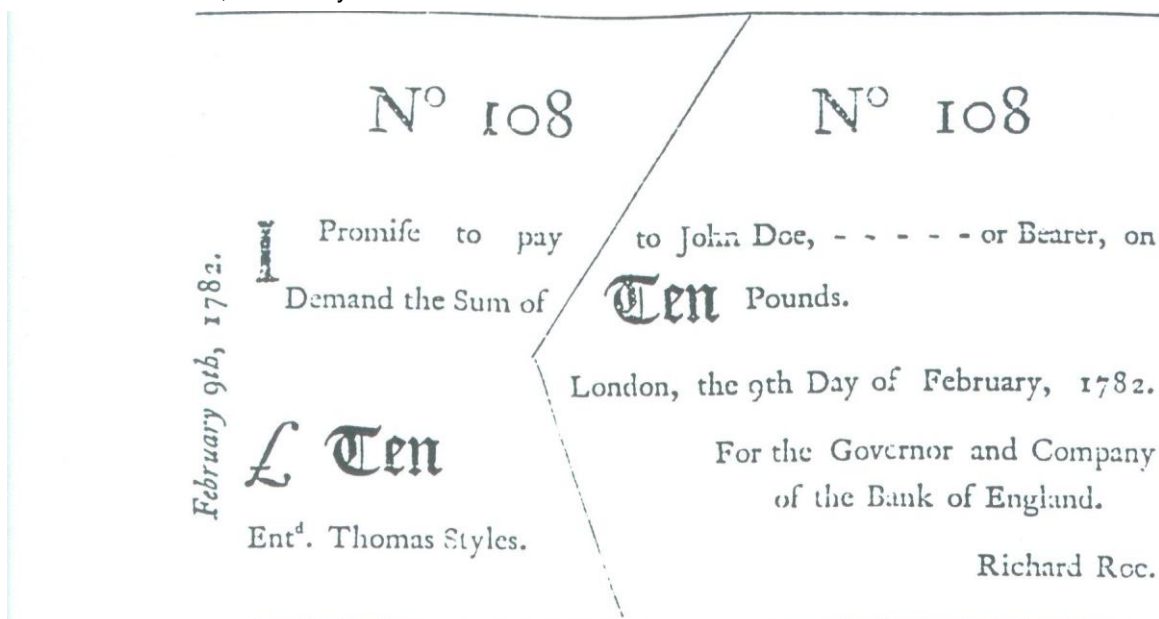 Nº 108 Nº 108
I Promiſe to pay to John Doe, - - - - - or Bearer, on
Demand the Sum of Ten Pounds.
London, the 9th Day of February, 1782.
February 9th, 1782.
£ Ten
For the Governor and Company
of the Bank of England.
Entᵈ. Thomas Styles.
Richard Roe.